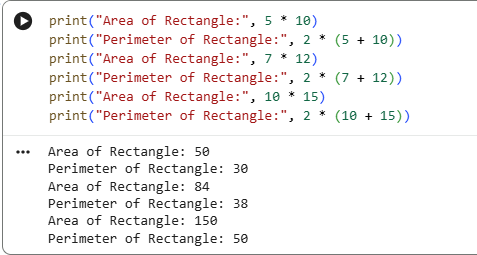 print("Area of Rectangle:", 5 * 10)
print("Perimeter of Rectangle:", 2 * (5 + 10))
print("Area of Rectangle:", 7 * 12)
print("Perimeter of Rectangle:", 2 * (7 + 12))
print("Area of Rectangle:", 10 * 15)
print("Perimeter of Rectangle:", 2 * (10 + 15))
Area of Rectangle: 50
Perimeter of Rectangle: 30
Area of Rectangle: 84
Perimeter of Rectangle: 38
Area of Rectangle: 150
Perimeter of Rectangle: 50